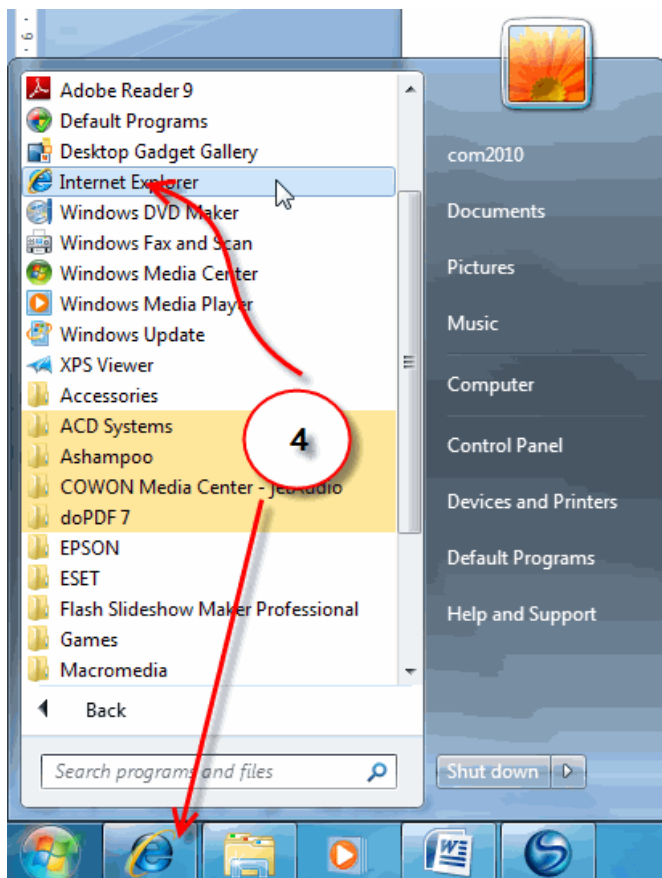 Adobe Reader 9
Default Programs
Desktop Gadget Gallery
Internet Explorer
Windows DVD Maker
Windows Fax and Scan
Windows Media Center
Windows Media Player
Windows Update
XPS Viewer
Accessories
ACD Systems
Ashampoo
COWON Media Center - JetAudio
doPDF 7
EPSON
ESET
Flash Slideshow Maker Professional
Games
Macromedia
Back
Search programs and files
4
com2010
Documents
Pictures
Music
Computer
Control Panel
Devices and Printers
Default Programs
Help and Support
Shut down